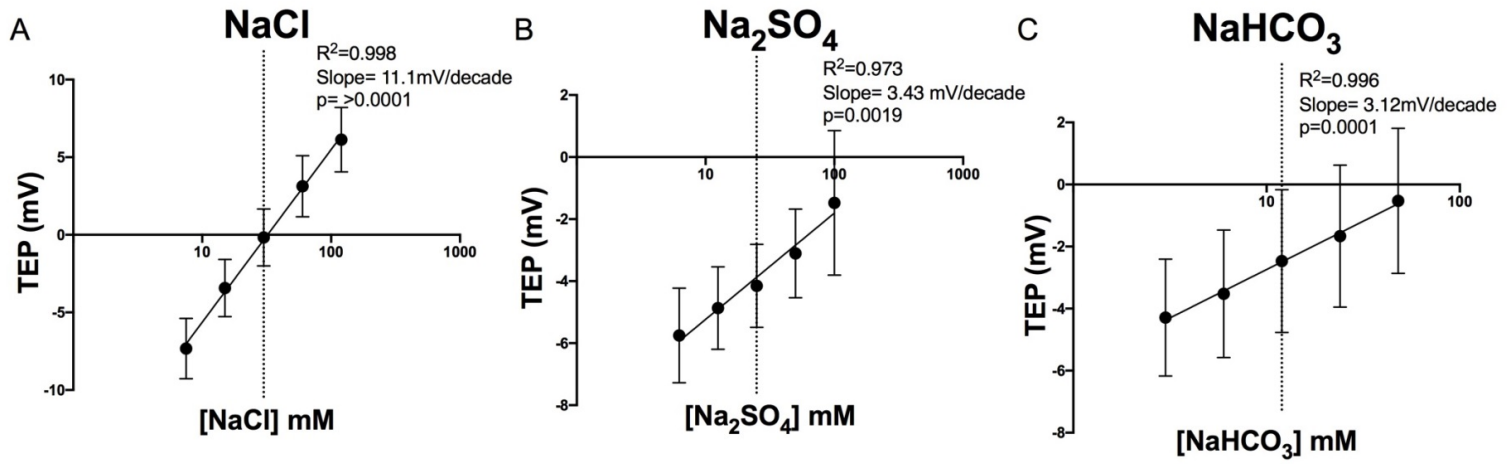 A
NaCl
R²=0.998
Slope= 11.1mV/decade
p= >0.0001
10
5
0
-5
-10
10
100
1000
TEP (mV)
[NaCl] mM
B
Na₂SO₄
R²=0.973
Slope= 3.43 mV/decade
p=0.0019
2
0
-2
-4
-6
-8
10
100
1000
TEP (mV)
[Na₂SO₄] mM
C
NaHCO₃
R²=0.996
Slope= 3.12mV/decade
p=0.0001
2
0
-2
-4
-6
-8
10
100
TEP (mV)
[NaHCO₃] mM